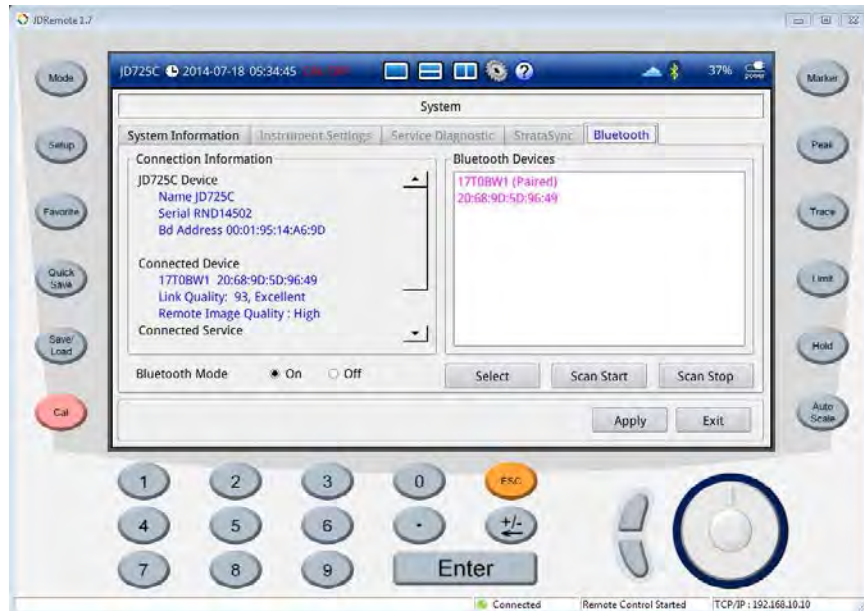 JDRemote 2.7
Mode
Setup
Favorite
Quick Save
Save/ Load
Cal
JD725C 2014-07-18 05:34:45
37%
power
System
System Information Instrument Settings Service Diagnostic StrataSync Bluetooth
Connection Information
JD725C Device
Name JD725C
Serial RND14502
Bd Address 00:01:95:14:A6:9D
Connected Device
17T0BW1 20:68:9D:5D:96:49
Link Quality: 93, Excellent
Remote Image Quality : High
Connected Service
Bluetooth Mode On Off
Bluetooth Devices
17T0BW1 (Paired)
20:68:9D:5D:96:49
Select Scan Start Scan Stop
Apply Exit
Marker
Peak
Trace
Limit
Hold
Auto Scale
1 2 3 0 ESC
4 5 6 . +/-
7 8 9 Enter
Connected Remote Control Started TCP/IP : 192.168.10.10